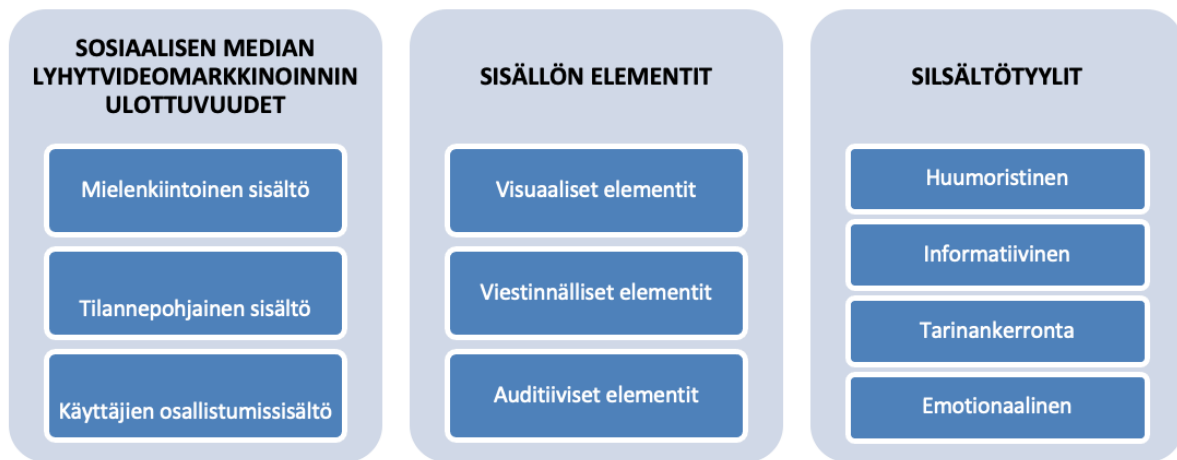 SOSIAALISEN MEDIAN
LYHYTVIDEOMARKKINOINNIN
ULOTTUVUUDET
Mielenkiintoinen sisältö
Tilannepohjainen sisältö
Käyttäjien osallistumissisältö
SISÄLLÖN ELEMENTIT
Visuaaliset elementit
Viestinnälliset elementit
Auditiiviset elementit
SILSÄLTÖTYYLIT
Huumoristinen
Informatiivinen
Tarinankerronta
Emotionaalinen